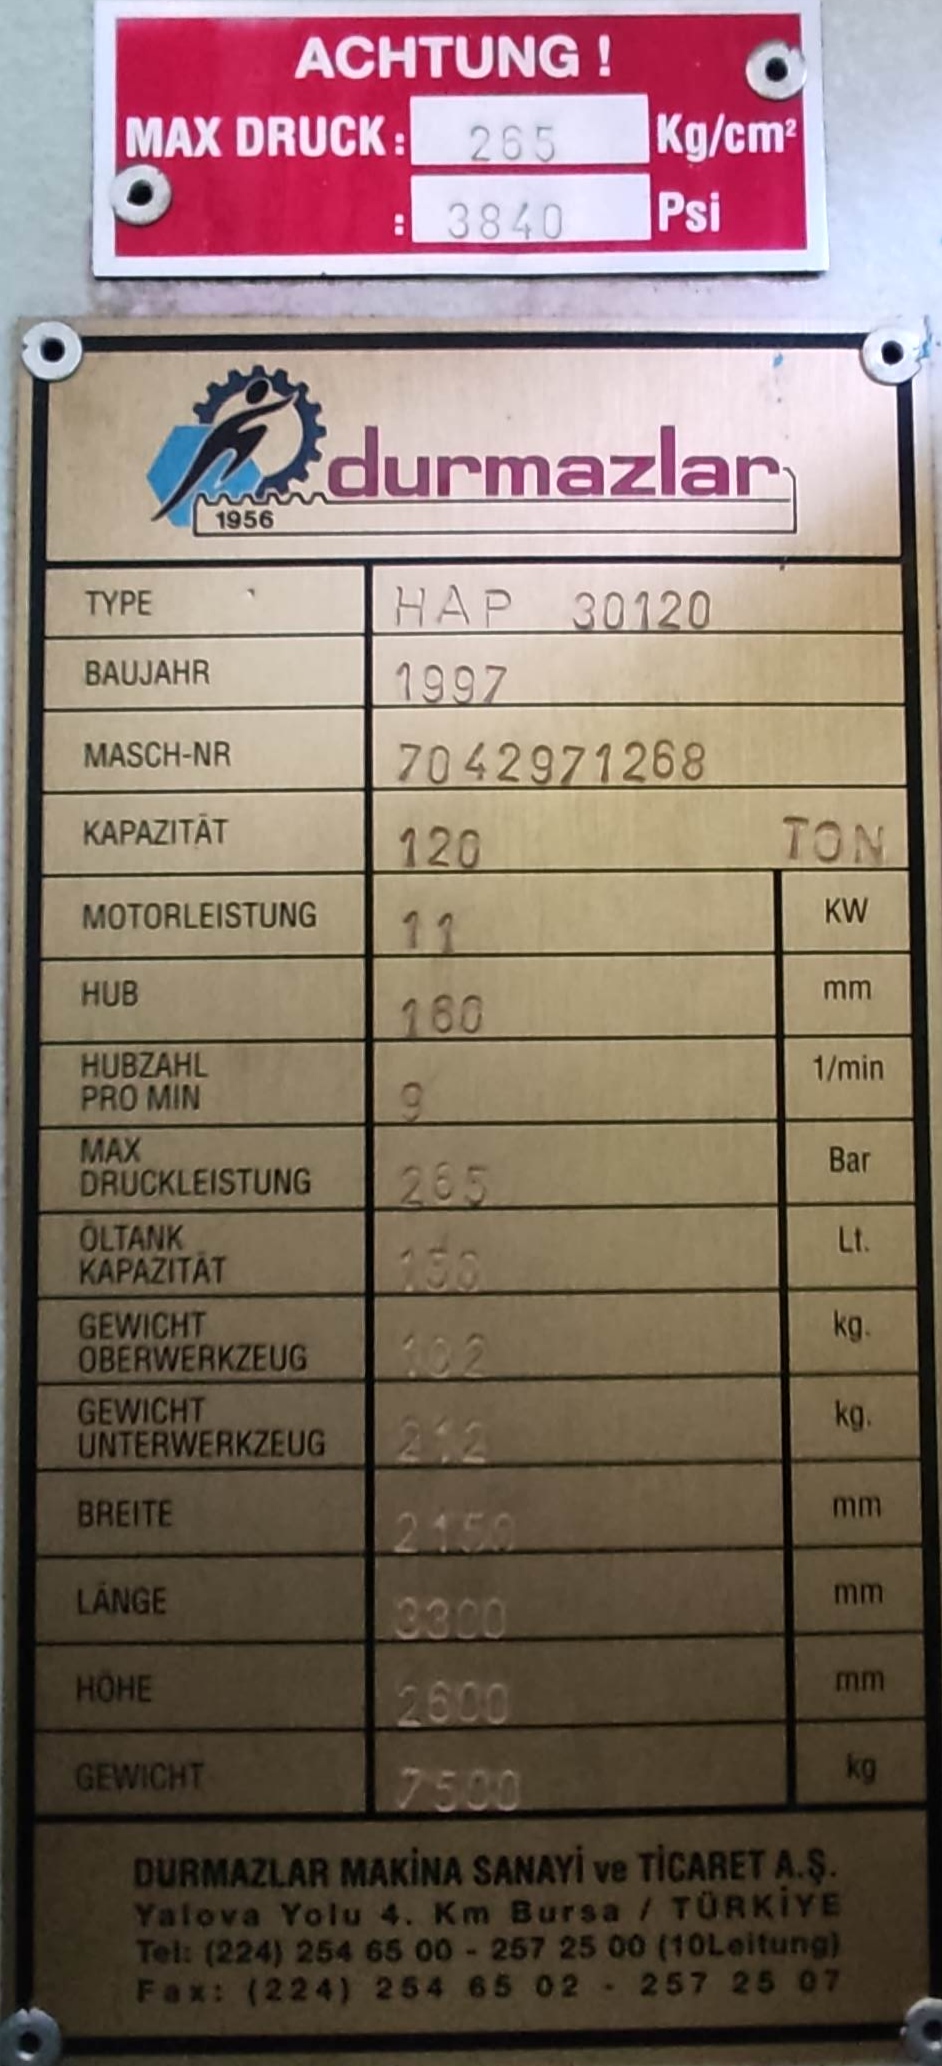 ACHTUNG !
MAX DRUCK: 265 Kg/cm²
: 3840 Psi
durmazlar
1956
TYPE HAP 30120
BAUJAHR 1997
MASCH-NR 7042971268
KAPAZITÄT 120 TON
MOTORLEISTUNG 11 KW
HUB 160 mm
HUBZAHL
PRO MIN 9 1/min
MAX
DRUCKLEISTUNG 265 Bar
ÖLTANK
KAPAZITÄT Lt.
GEWICHT
OBERWERKZEUG 102 kg.
GEWICHT
UNTERWERKZEUG 212 kg.
BREITE 2150 mm
LÄNGE 3300 mm
HÖHE 2600 mm
GEWICHT 7500 kg
DURMAZLAR MAKİNA SANAYİ ve TİCARET A.Ş.
Yalova Yolu 4. Km Bursa / TÜRKİYE
Tel: (224) 254 65 00 - 257 25 00 (10Leitung)
Fax: (224) 254 65 02 - 257 25 07